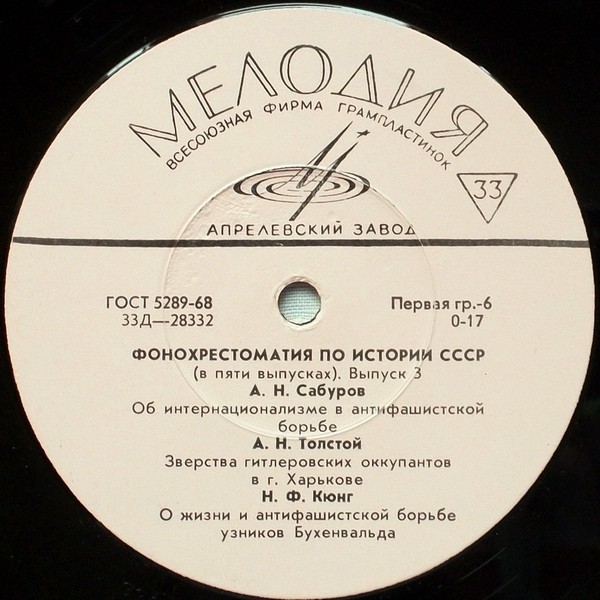 МЕЛОДИЯ
ВСЕСОЮЗНАЯ ФИРМА ГРАМПЛАСТИНОК
33
АПРЕЛЕВСКИЙ ЗАВОД
ГОСТ 5289-68 Первая гр.-6
33Д—28332 0-17
ФОНОХРЕСТОМАТИЯ ПО ИСТОРИИ СССР
(в пяти выпусках). Выпуск 3
А. Н. Сабуров
Об интернационализме в антифашистской
борьбе
А. Н. Толстой
Зверства гитлеровских оккупантов
в г. Харькове
Н. Ф. Кюнг
О жизни и антифашистской борьбе
узников Бухенвальда